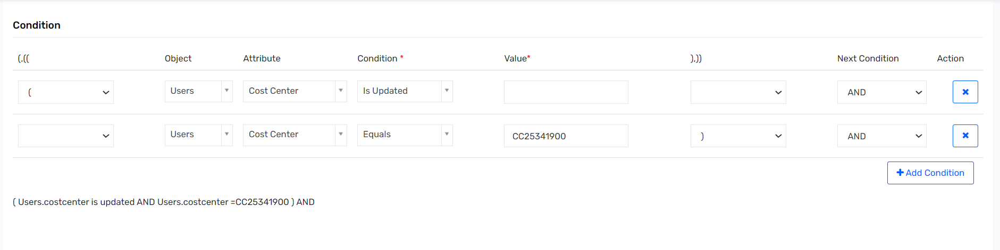 Condition
(,(( Object Attribute Condition * Value* ),)) Next Condition Action
( Users Cost Center Is Updated AND
Users Cost Center Equals CC25341900 ) AND
Add Condition
( Users.costcenter is updated AND Users.costcenter =CC25341900 ) AND